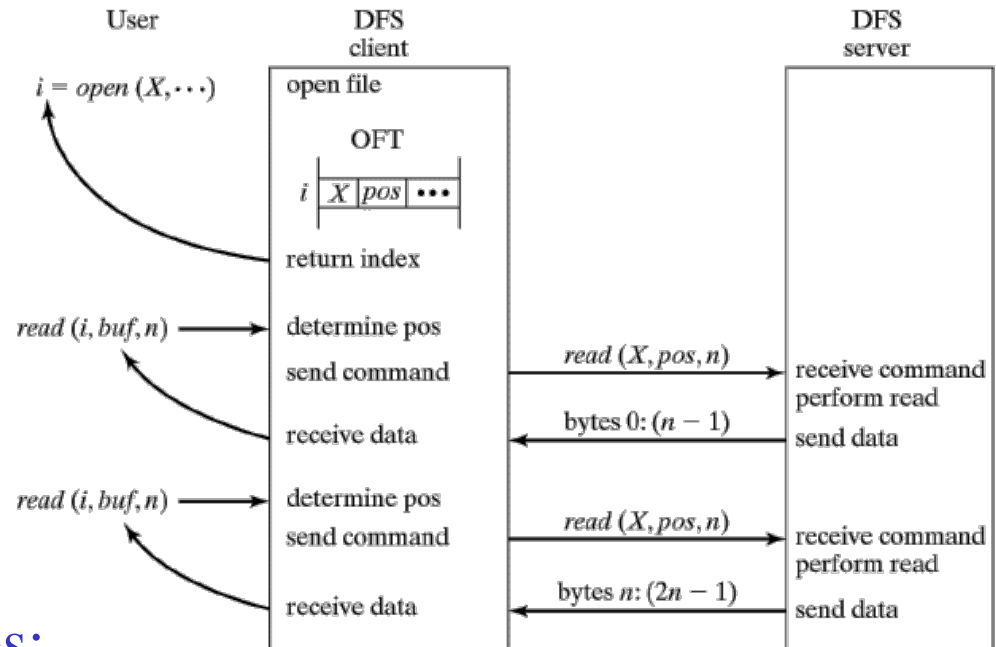 User
DFS
client
DFS
server
i = open (X, ···)
open file
OFT
i X pos •••
return index
read (i, buf, n)
determine pos
send command
read (X, pos, n)
receive command
perform read
receive data
bytes 0: (n − 1)
send data
read (i, buf, n)
determine pos
send command
read (X, pos, n)
receive command
perform read
receive data
bytes n: (2n − 1)
send data